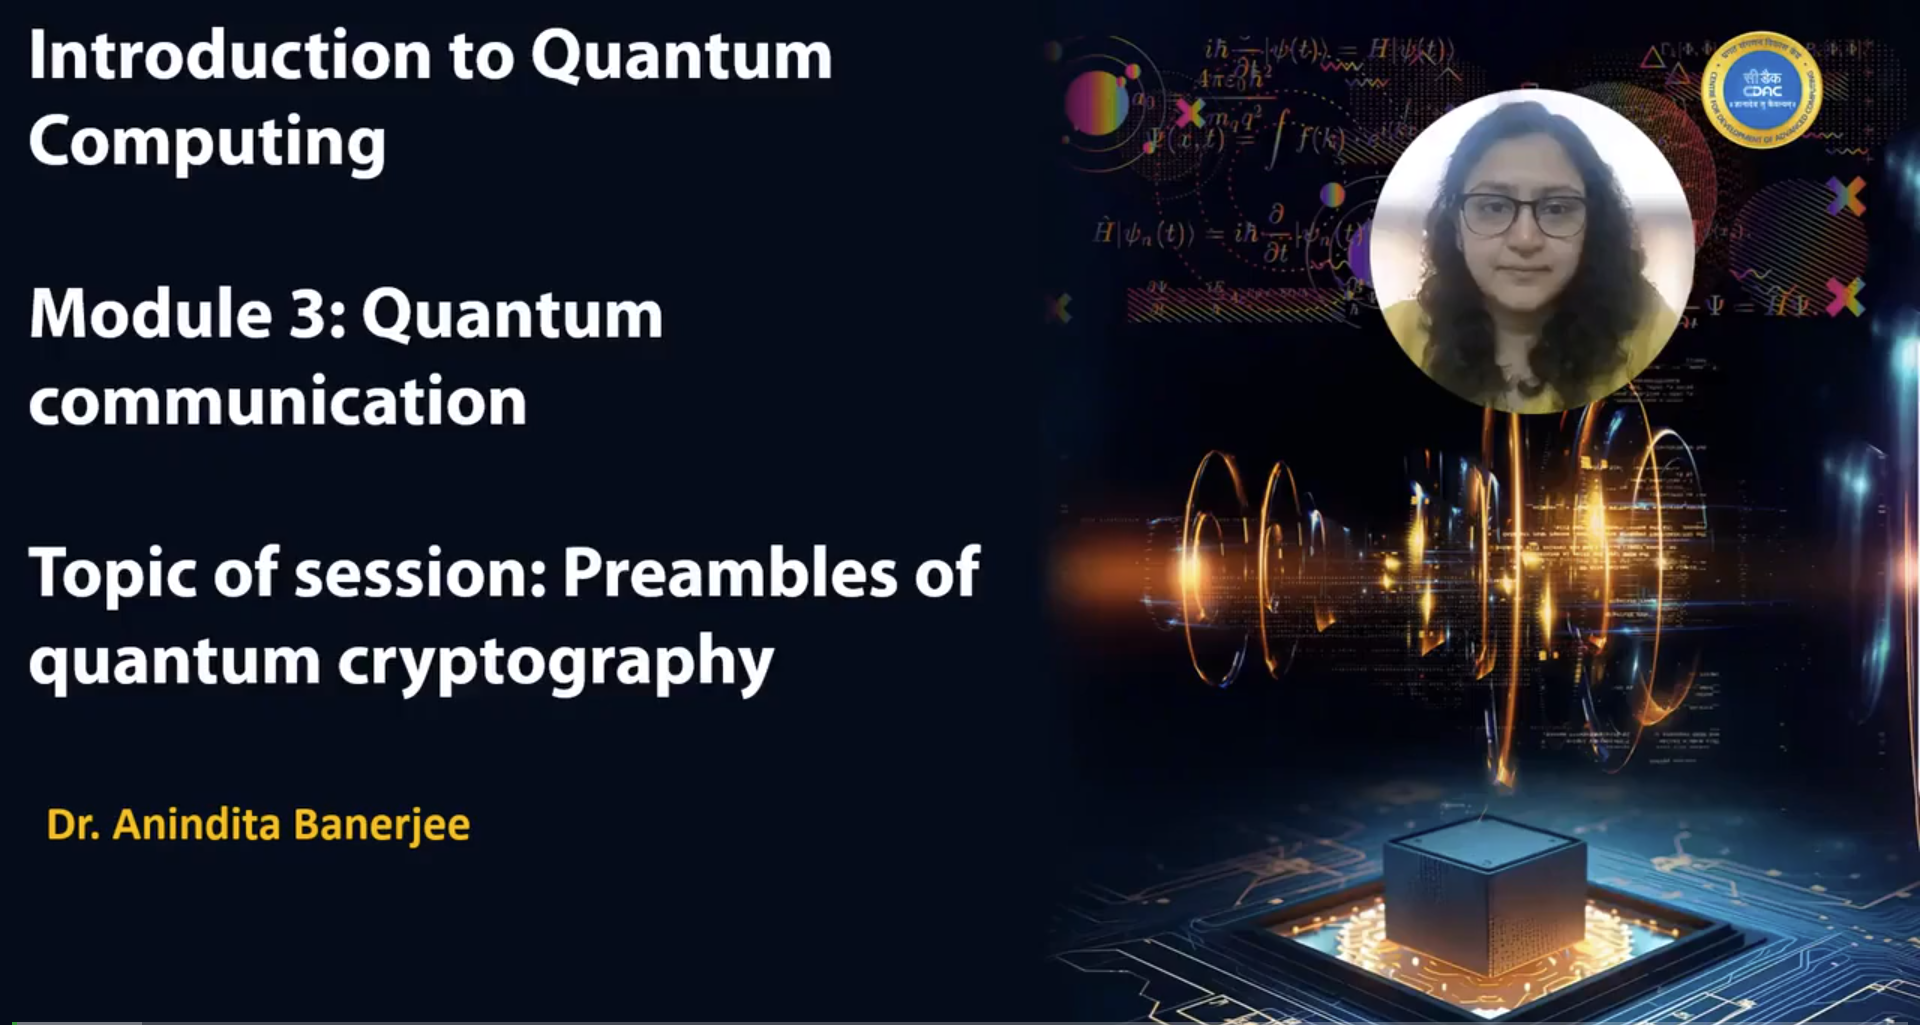 Introduction to Quantum
Computing
Module 3: Quantum
communication
Topic of session: Preambles of
quantum cryptography
Dr. Anindita Banerjee
सी डैक
CDAC
CENTRE FOR DEVELOPMENT OF ADVANCED COMPUTING